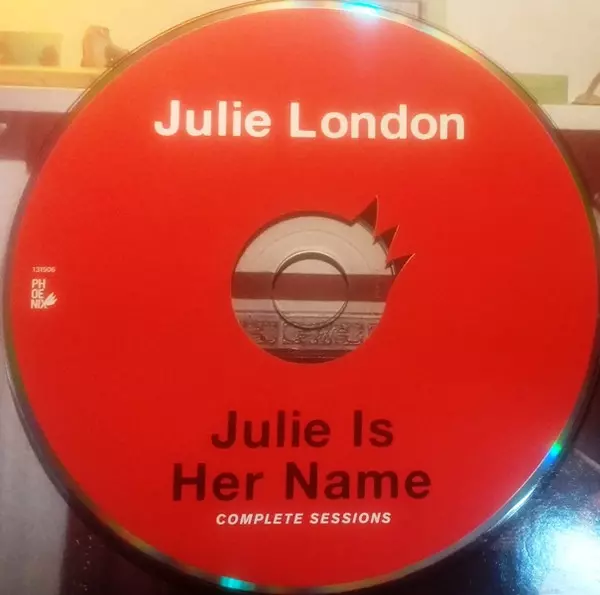 Julie London
131506
PH
OE
NIX
Julie Is
Her Name
COMPLETE SESSIONS